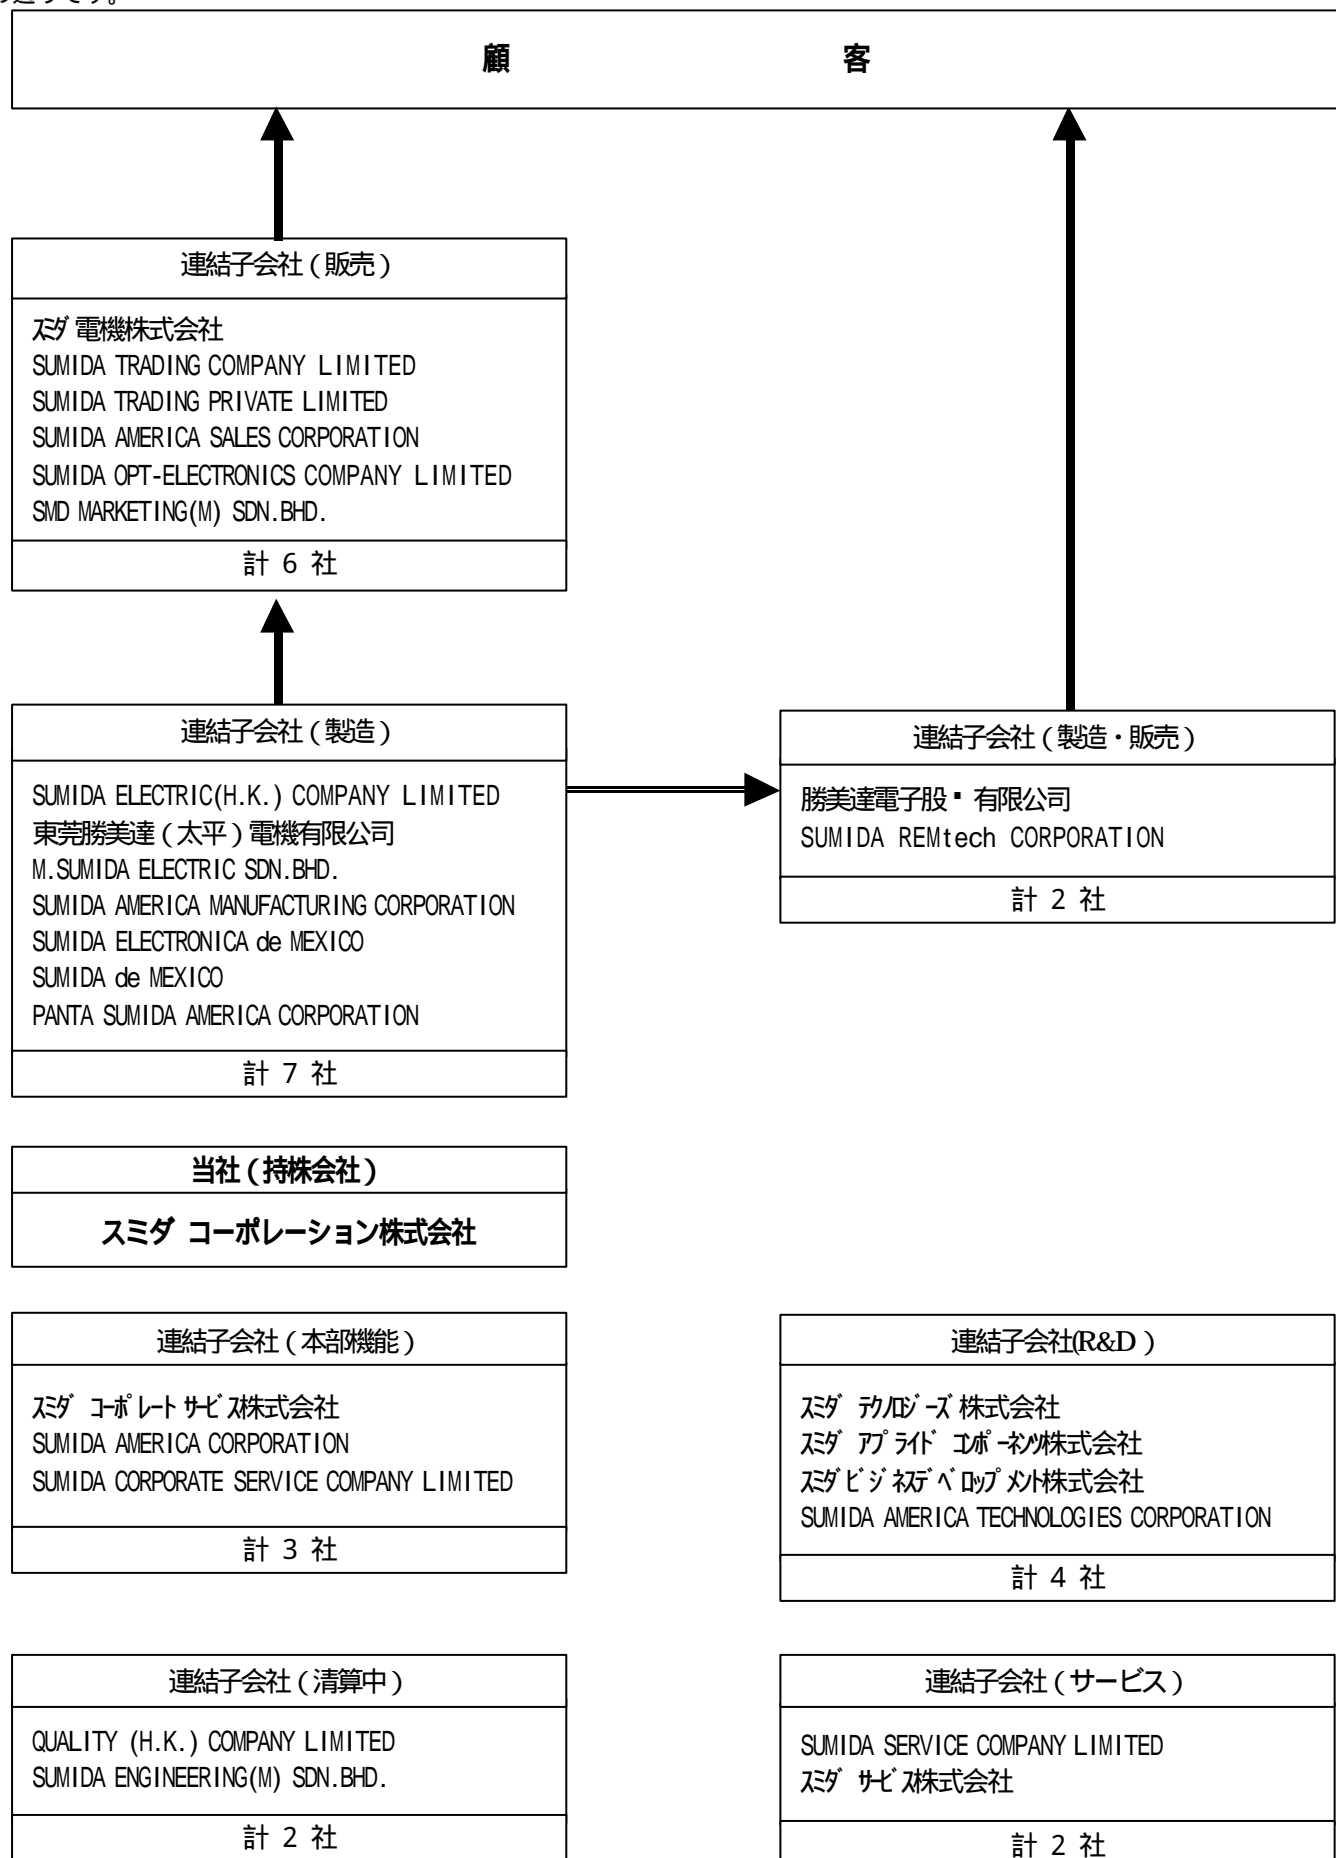 の通りです。
顧 客
連結子会社(販売)
スミダ電機株式会社
SUMIDA TRADING COMPANY LIMITED
SUMIDA TRADING PRIVATE LIMITED
SUMIDA AMERICA SALES CORPORATION
SUMIDA OPT-ELECTRONICS COMPANY LIMITED
SMD MARKETING(M) SDN.BHD.
計 6 社
連結子会社(製造)
SUMIDA ELECTRIC(H.K.) COMPANY LIMITED
東莞勝美達(太平)電機有限公司
M.SUMIDA ELECTRIC SDN.BHD.
SUMIDA AMERICA MANUFACTURING CORPORATION
SUMIDA ELECTRONICA de MEXICO
SUMIDA de MEXICO
PANTA SUMIDA AMERICA CORPORATION
計 7 社
連結子会社(製造・販売)
勝美達電子股▪有限公司
SUMIDA REMtech CORPORATION
計 2 社
当社(持株会社)
スミダ コーポレーション株式会社
連結子会社(本部機能)
スミダ コーポレートサービス株式会社
SUMIDA AMERICA CORPORATION
SUMIDA CORPORATE SERVICE COMPANY LIMITED
計 3 社
連結子会社(R&D)
スミダ テクノロジーズ株式会社
スミダ アプライド コンポーネンツ株式会社
スミダビジネスデベロップメント株式会社
SUMIDA AMERICA TECHNOLOGIES CORPORATION
計 4 社
連結子会社(清算中)
QUALITY (H.K.) COMPANY LIMITED
SUMIDA ENGINEERING(M) SDN.BHD.
計 2 社
連結子会社(サービス)
SUMIDA SERVICE COMPANY LIMITED
スミダ サービス株式会社
計 2 社